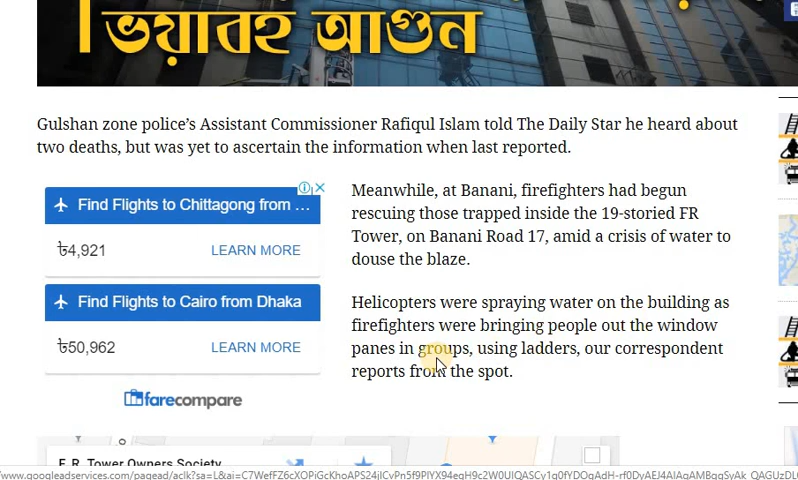 ভয়াবহ আগুন
Gulshan zone police’s Assistant Commissioner Rafiqul Islam told The Daily Star he heard about
two deaths, but was yet to ascertain the information when last reported.
Find Flights to Chittagong from ...
৳4,921
LEARN MORE
Find Flights to Cairo from Dhaka
৳50,962
LEARN MORE
farecompare
Meanwhile, at Banani, firefighters had begun
rescuing those trapped inside the 19-storied FR
Tower, on Banani Road 17, amid a crisis of water to
douse the blaze.
Helicopters were spraying water on the building as
firefighters were bringing people out the window
panes in groups, using ladders, our correspondent
reports from the spot.
F.R. Tower Owners Society